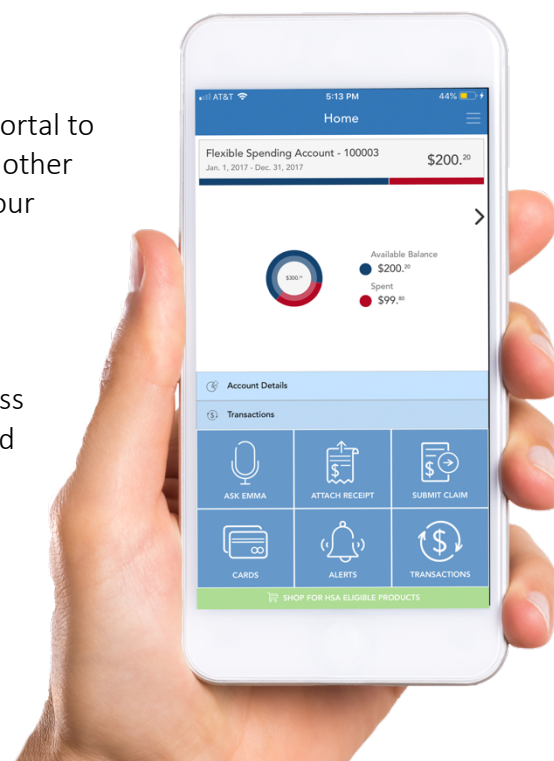 ortal to
other
our
ss
d
AT&T 5:13 PM 44%
Home
Flexible Spending Account - 100003 $200.20
Jan. 1, 2017 - Dec. 31, 2017
Available Balance
$200.20
Spent
$99.80
Account Details
Transactions
ASK EMMA ATTACH RECEIPT SUBMIT CLAIM
CARDS ALERTS TRANSACTIONS
SHOP FOR HSA ELIGIBLE PRODUCTS